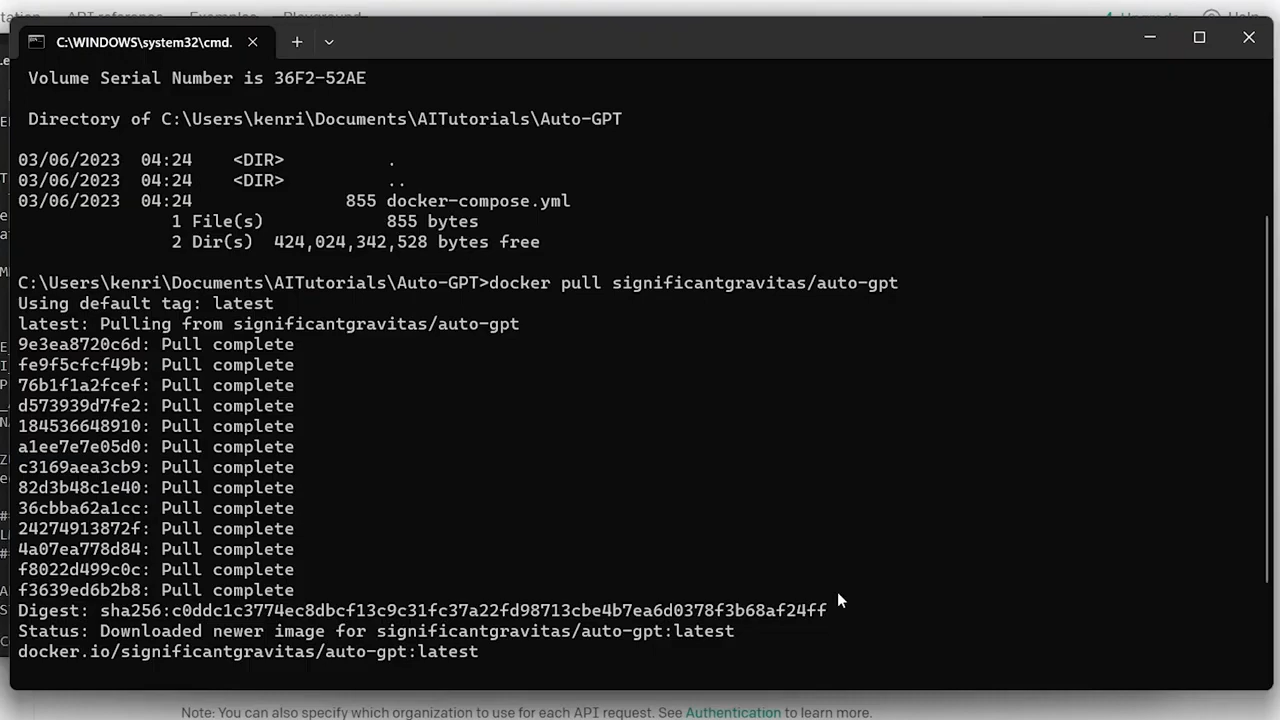 C:\WINDOWS\system32\cmd.
Volume Serial Number is 36F2-52AE
Directory of C:\Users\kenri\Documents\AITutorials\Auto-GPT
03/06/2023 04:24 <DIR> .
03/06/2023 04:24 <DIR> ..
03/06/2023 04:24 855 docker-compose.yml
1 File(s) 855 bytes
2 Dir(s) 424,024,342,528 bytes free
C:\Users\kenri\Documents\AITutorials\Auto-GPT>docker pull significantgravitas/auto-gpt
Using default tag: latest
latest: Pulling from significantgravitas/auto-gpt
9e3ea8720c6d: Pull complete
fe9f5cfcf49b: Pull complete
76b1f1a2fcef: Pull complete
d573939d7fe2: Pull complete
184536648910: Pull complete
a1ee7e7e05d0: Pull complete
c3169aea3cb9: Pull complete
82d3b48c1e40: Pull complete
36cbba62a1cc: Pull complete
24274913872f: Pull complete
4a07ea778d84: Pull complete
f8022d499c0c: Pull complete
f3639ed6b2b8: Pull complete
Digest: sha256:c0ddc1c3774ec8dbcf13c9c31fc37a22fd98713cbe4b7ea6d0378f3b68af24ff
Status: Downloaded newer image for significantgravitas/auto-gpt:latest
docker.io/significantgravitas/auto-gpt:latest
Note: You can also specify which organization to use for each API request. See Authentication to learn more.